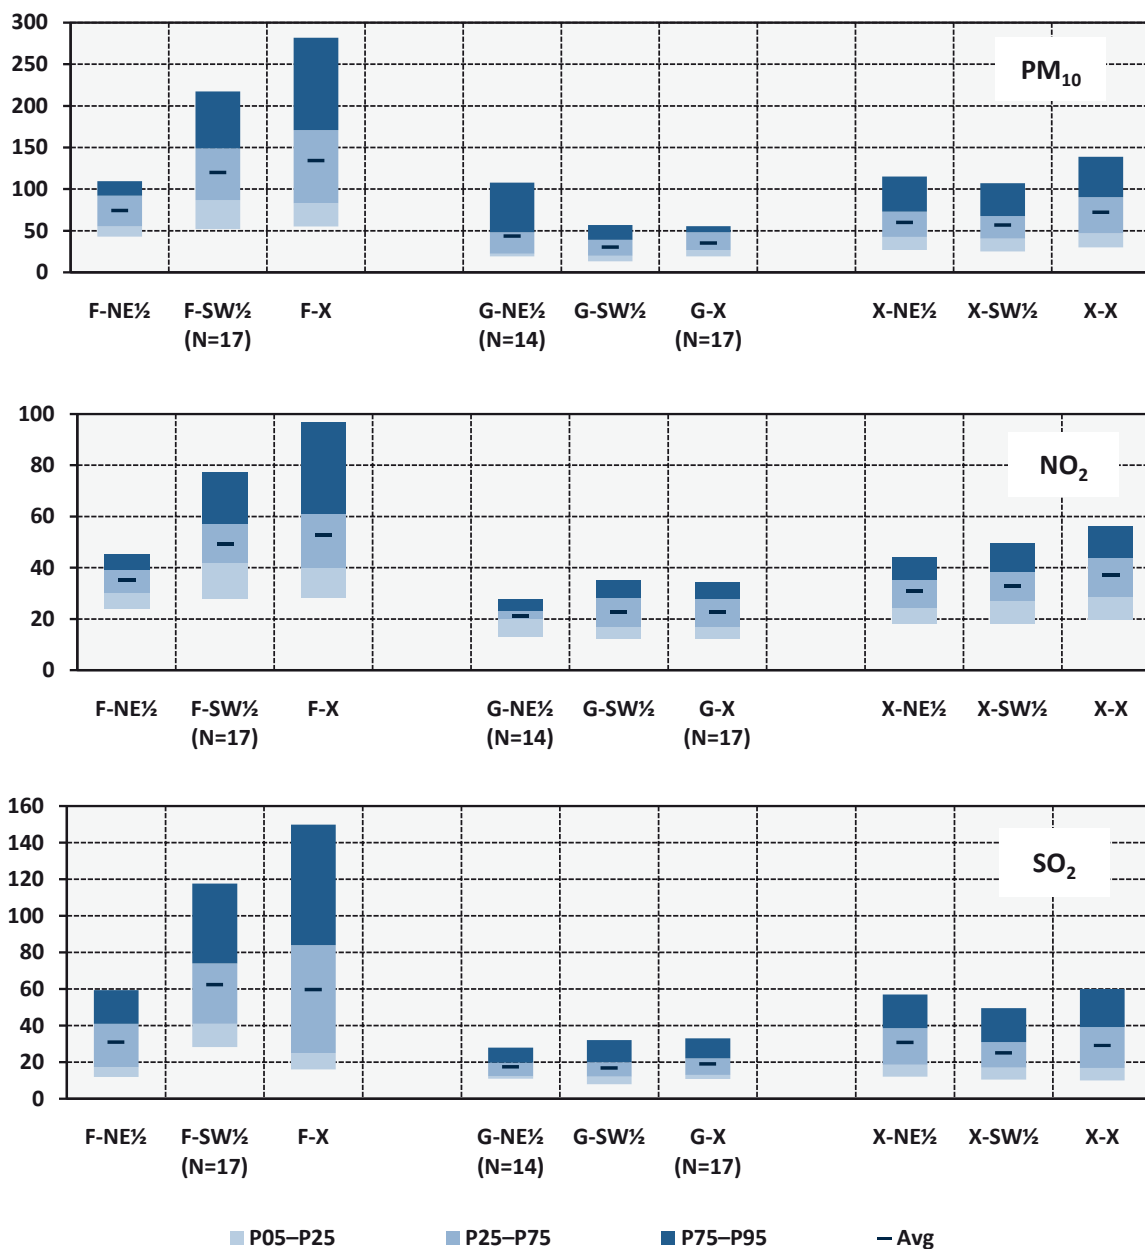 300
250
200
150
100
50
0
PM10
F-NE½ F-SW½ F-X G-NE½ G-SW½ G-X X-NE½ X-SW½ X-X
(N=17) (N=14) (N=17)
100
80
60
40
20
0
NO2
F-NE½ F-SW½ F-X G-NE½ G-SW½ G-X X-NE½ X-SW½ X-X
(N=17) (N=14) (N=17)
160
140
120
100
80
60
40
20
0
SO2
F-NE½ F-SW½ F-X G-NE½ G-SW½ G-X X-NE½ X-SW½ X-X
(N=17) (N=14) (N=17)
P05–P25 P25–P75 P75–P95 Avg